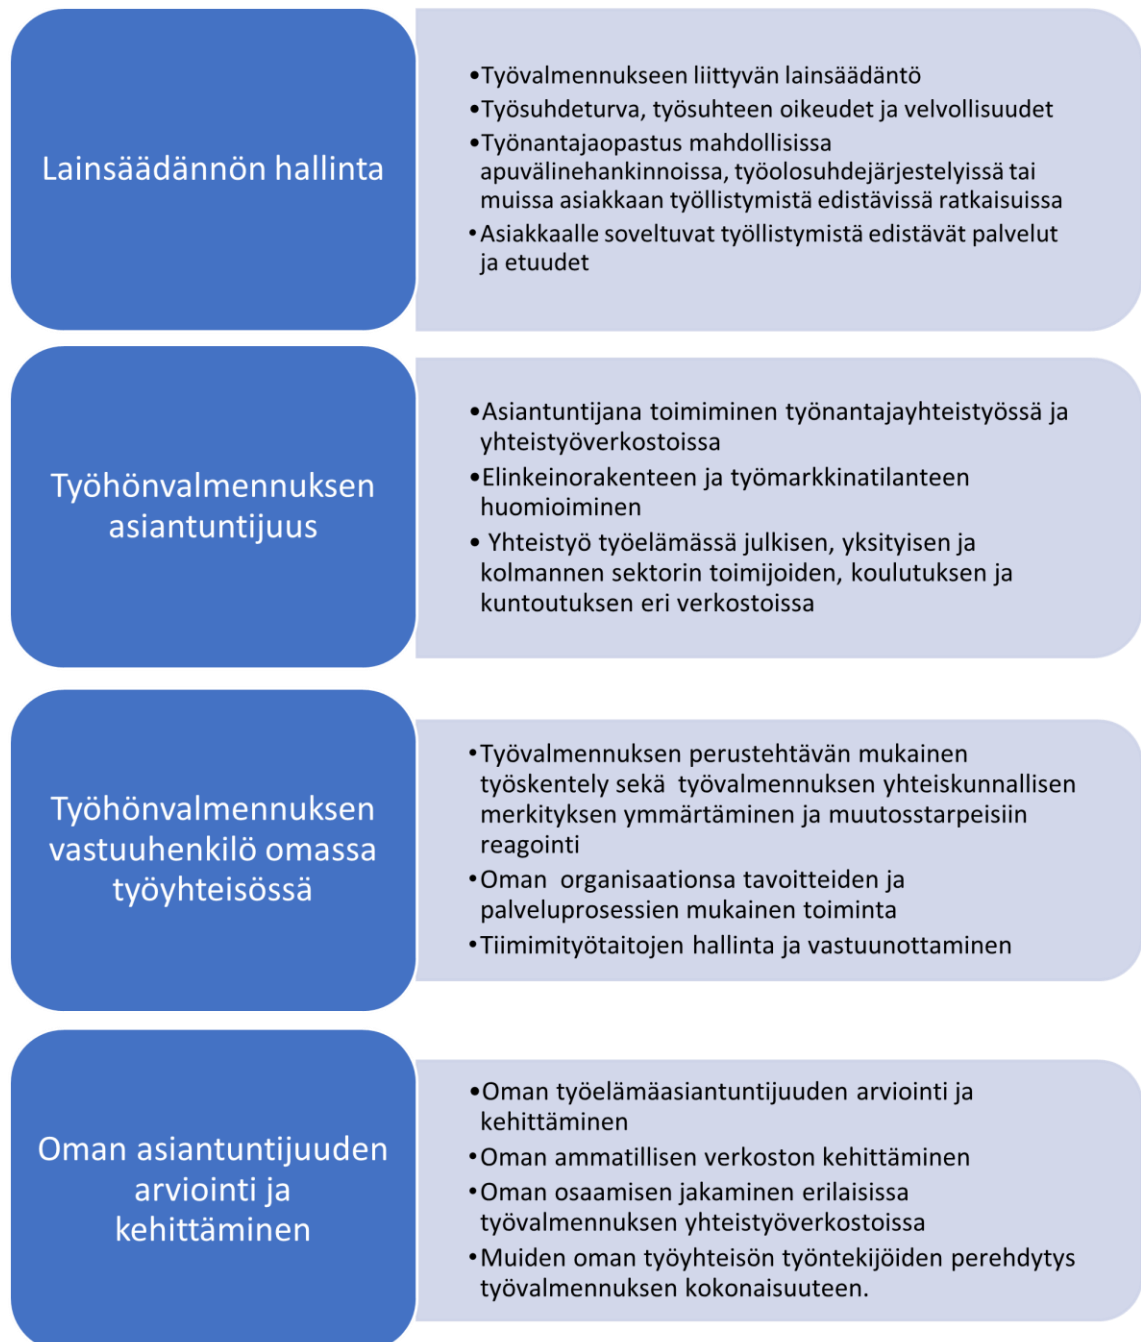 Lainsäädännön hallinta
•Työvalmennukseen liittyvän lainsäädäntö
•Työsuhdeturva, työsuhteen oikeudet ja velvollisuudet
•Työnantajaopastus mahdollisissa
apuvälinehankinnoissa, työolosuhdejärjestelyissä tai
muissa asiakkaan työllistymistä edistävissä ratkaisuissa
•Asiakkaalle soveltuvat työllistymistä edistävät palvelut
ja etuudet
Työhönvalmennuksen
asiantuntijuus
•Asiantuntijana toimiminen työnantajayhteistyössä ja
yhteistyöverkostoissa
•Elinkeinorakenteen ja työmarkkinatilanteen
huomioiminen
• Yhteistyö työelämässä julkisen, yksityisen ja
kolmannen sektorin toimijoiden, koulutuksen ja
kuntoutuksen eri verkostoissa
Työhönvalmennuksen
vastuuhenkilö omassa
työyhteisössä
•Työvalmennuksen perustehtävän mukainen
työskentely sekä työvalmennuksen yhteiskunnallisen
merkityksen ymmärtäminen ja muutosstarpeisiin
reagointi
•Oman organisaationsa tavoitteiden ja
palveluprosessien mukainen toiminta
•Tiimimityötaitojen hallinta ja vastuunottaminen
Oman asiantuntijuuden
arviointi ja
kehittäminen
•Oman työelämäasiantuntijuuden arviointi ja
kehittäminen
•Oman ammatillisen verkoston kehittäminen
•Oman osaamisen jakaminen erilaisissa
työvalmennuksen yhteistyöverkostoissa
•Muiden oman työyhteisön työntekijöiden perehdytys
työvalmennuksen kokonaisuuteen.